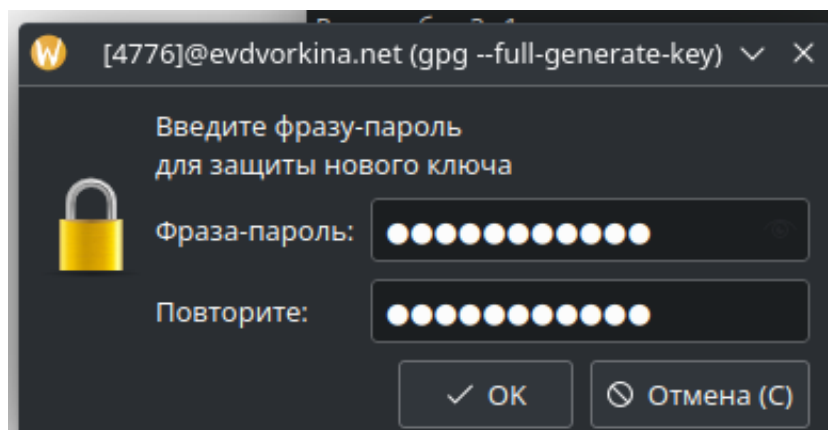 [4776]@evdvorkina.net (gpg --full-generate-key)
Введите фразу-пароль
для защиты нового ключа
Фраза-пароль: ●●●●●●●●●●●
Повторите: ●●●●●●●●●●●
OK
Отмена (C)